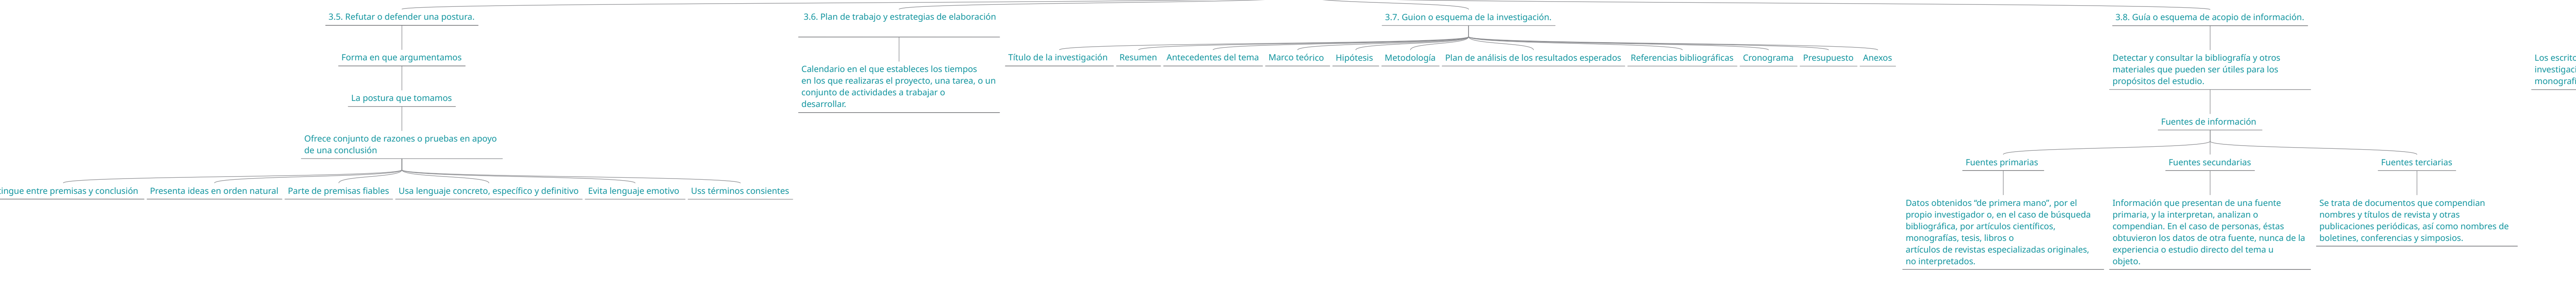 3.5. Refutar o defender una postura.
Forma en que argumentamos
La postura que tomamos
Ofrece conjunto de razones o pruebas en apoyo
de una conclusión
entre premisas y conclusión
Presenta ideas en orden natural
Parte de premisas fiables
Usa lenguaje concreto, específico y definitivo
Evita lenguaje emotivo
Uss términos consientes
3.6. Plan de trabajo y estrategias de elaboración
Calendario en el que estableces los tiempos
en los que realizaras el proyecto, una tarea, o un
conjunto de actividades a trabajar o
desarrollar.
3.7. Guion o esquema de la investigación.
Título de la investigación
Resumen
Antecedentes del tema
Marco teórico
Hipótesis
Metodología
Plan de análisis de los resultados esperados
Referencias bibliográficas
Cronograma
Presupuesto
Anexos
3.8. Guía o esquema de acopio de información.
Detectar y consultar la bibliografía y otros
materiales que pueden ser útiles para los
propósitos del estudio.
Fuentes de información
Fuentes primarias
Datos obtenidos “de primera mano”, por el
propio investigador o, en el caso de búsqueda
bibliográfica, por artículos científicos,
monografías, tesis, libros o
artículos de revistas especializadas originales,
no interpretados.
Fuentes secundarias
Información que presentan de una fuente
primaria, y la interpretan, analizan o
compendian. En el caso de personas, éstas
obtuvieron los datos de otra fuente, nunca de la
experiencia o estudio directo del tema u
objeto.
Fuentes terciarias
Se trata de documentos que compendian
nombres y títulos de revista y otras
publicaciones periódicas, así como nombres de
boletines, conferencias y simposios.
Los